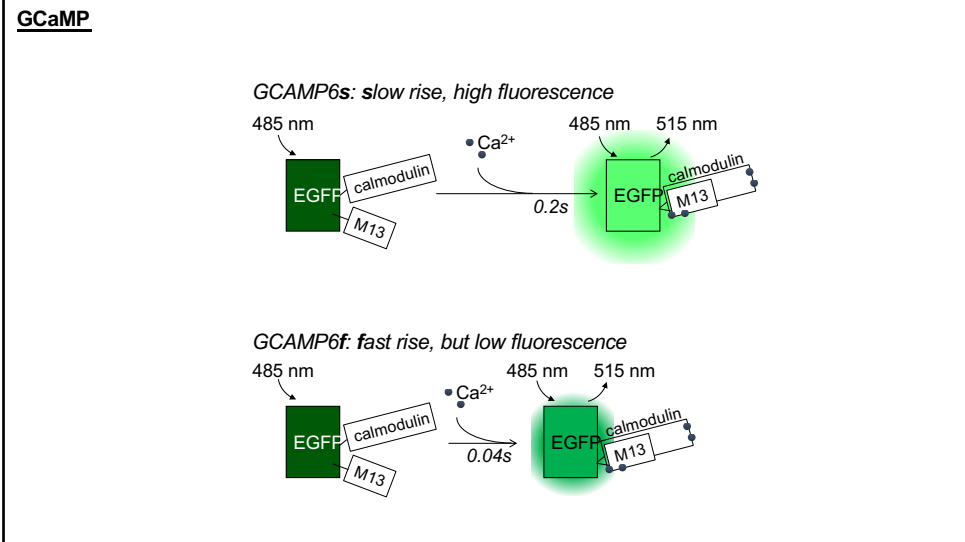 GCaMP
GCAMP6s: slow rise, high fluorescence
485 nm
Ca2+
485 nm
515 nm
EGFP
calmodulin
M13
0.2s
EGFP
calmodulin
M13
GCAMP6f: fast rise, but low fluorescence
485 nm
Ca2+
485 nm
515 nm
EGFP
calmodulin
M13
0.04s
EGFP
calmodulin
M13